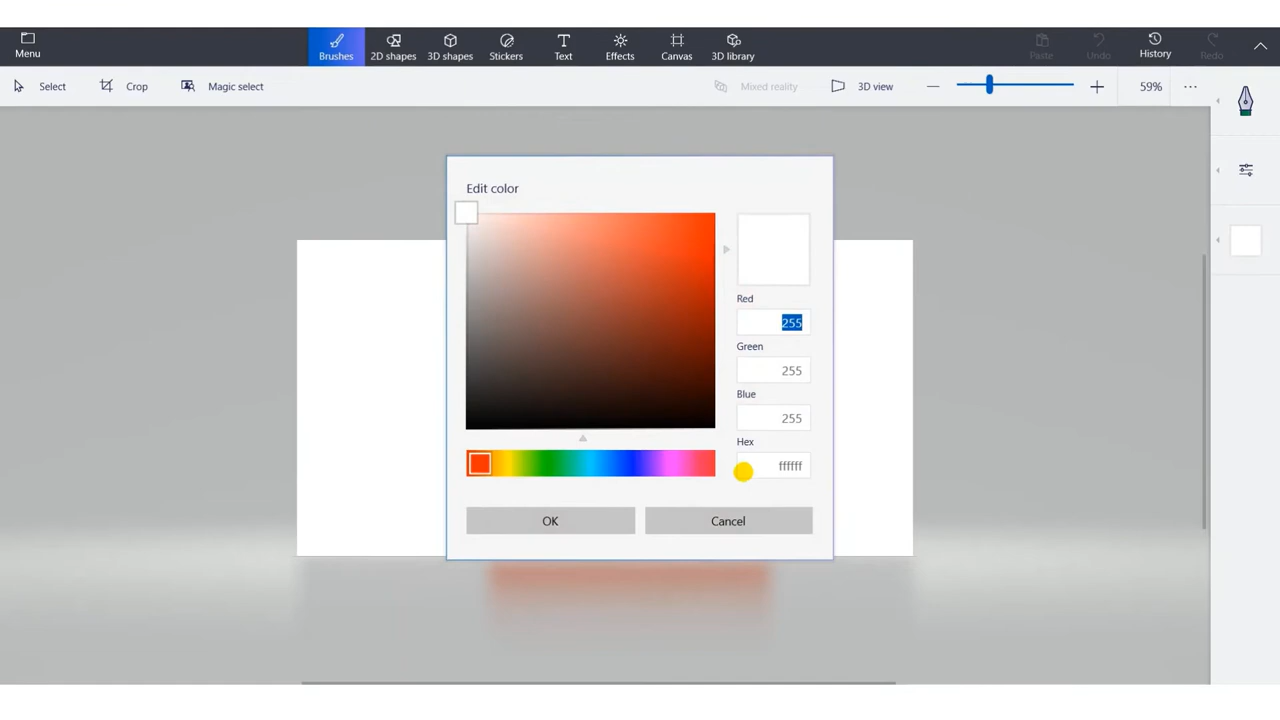 Menu
Brushes 2D shapes 3D shapes Stickers Text Effects Canvas 3D library Paste Undo History Redo
Select Crop Magic select Mixed reality 3D view 59%
Edit color
Red
255
Green
255
Blue
255
Hex
ffffff
OK Cancel